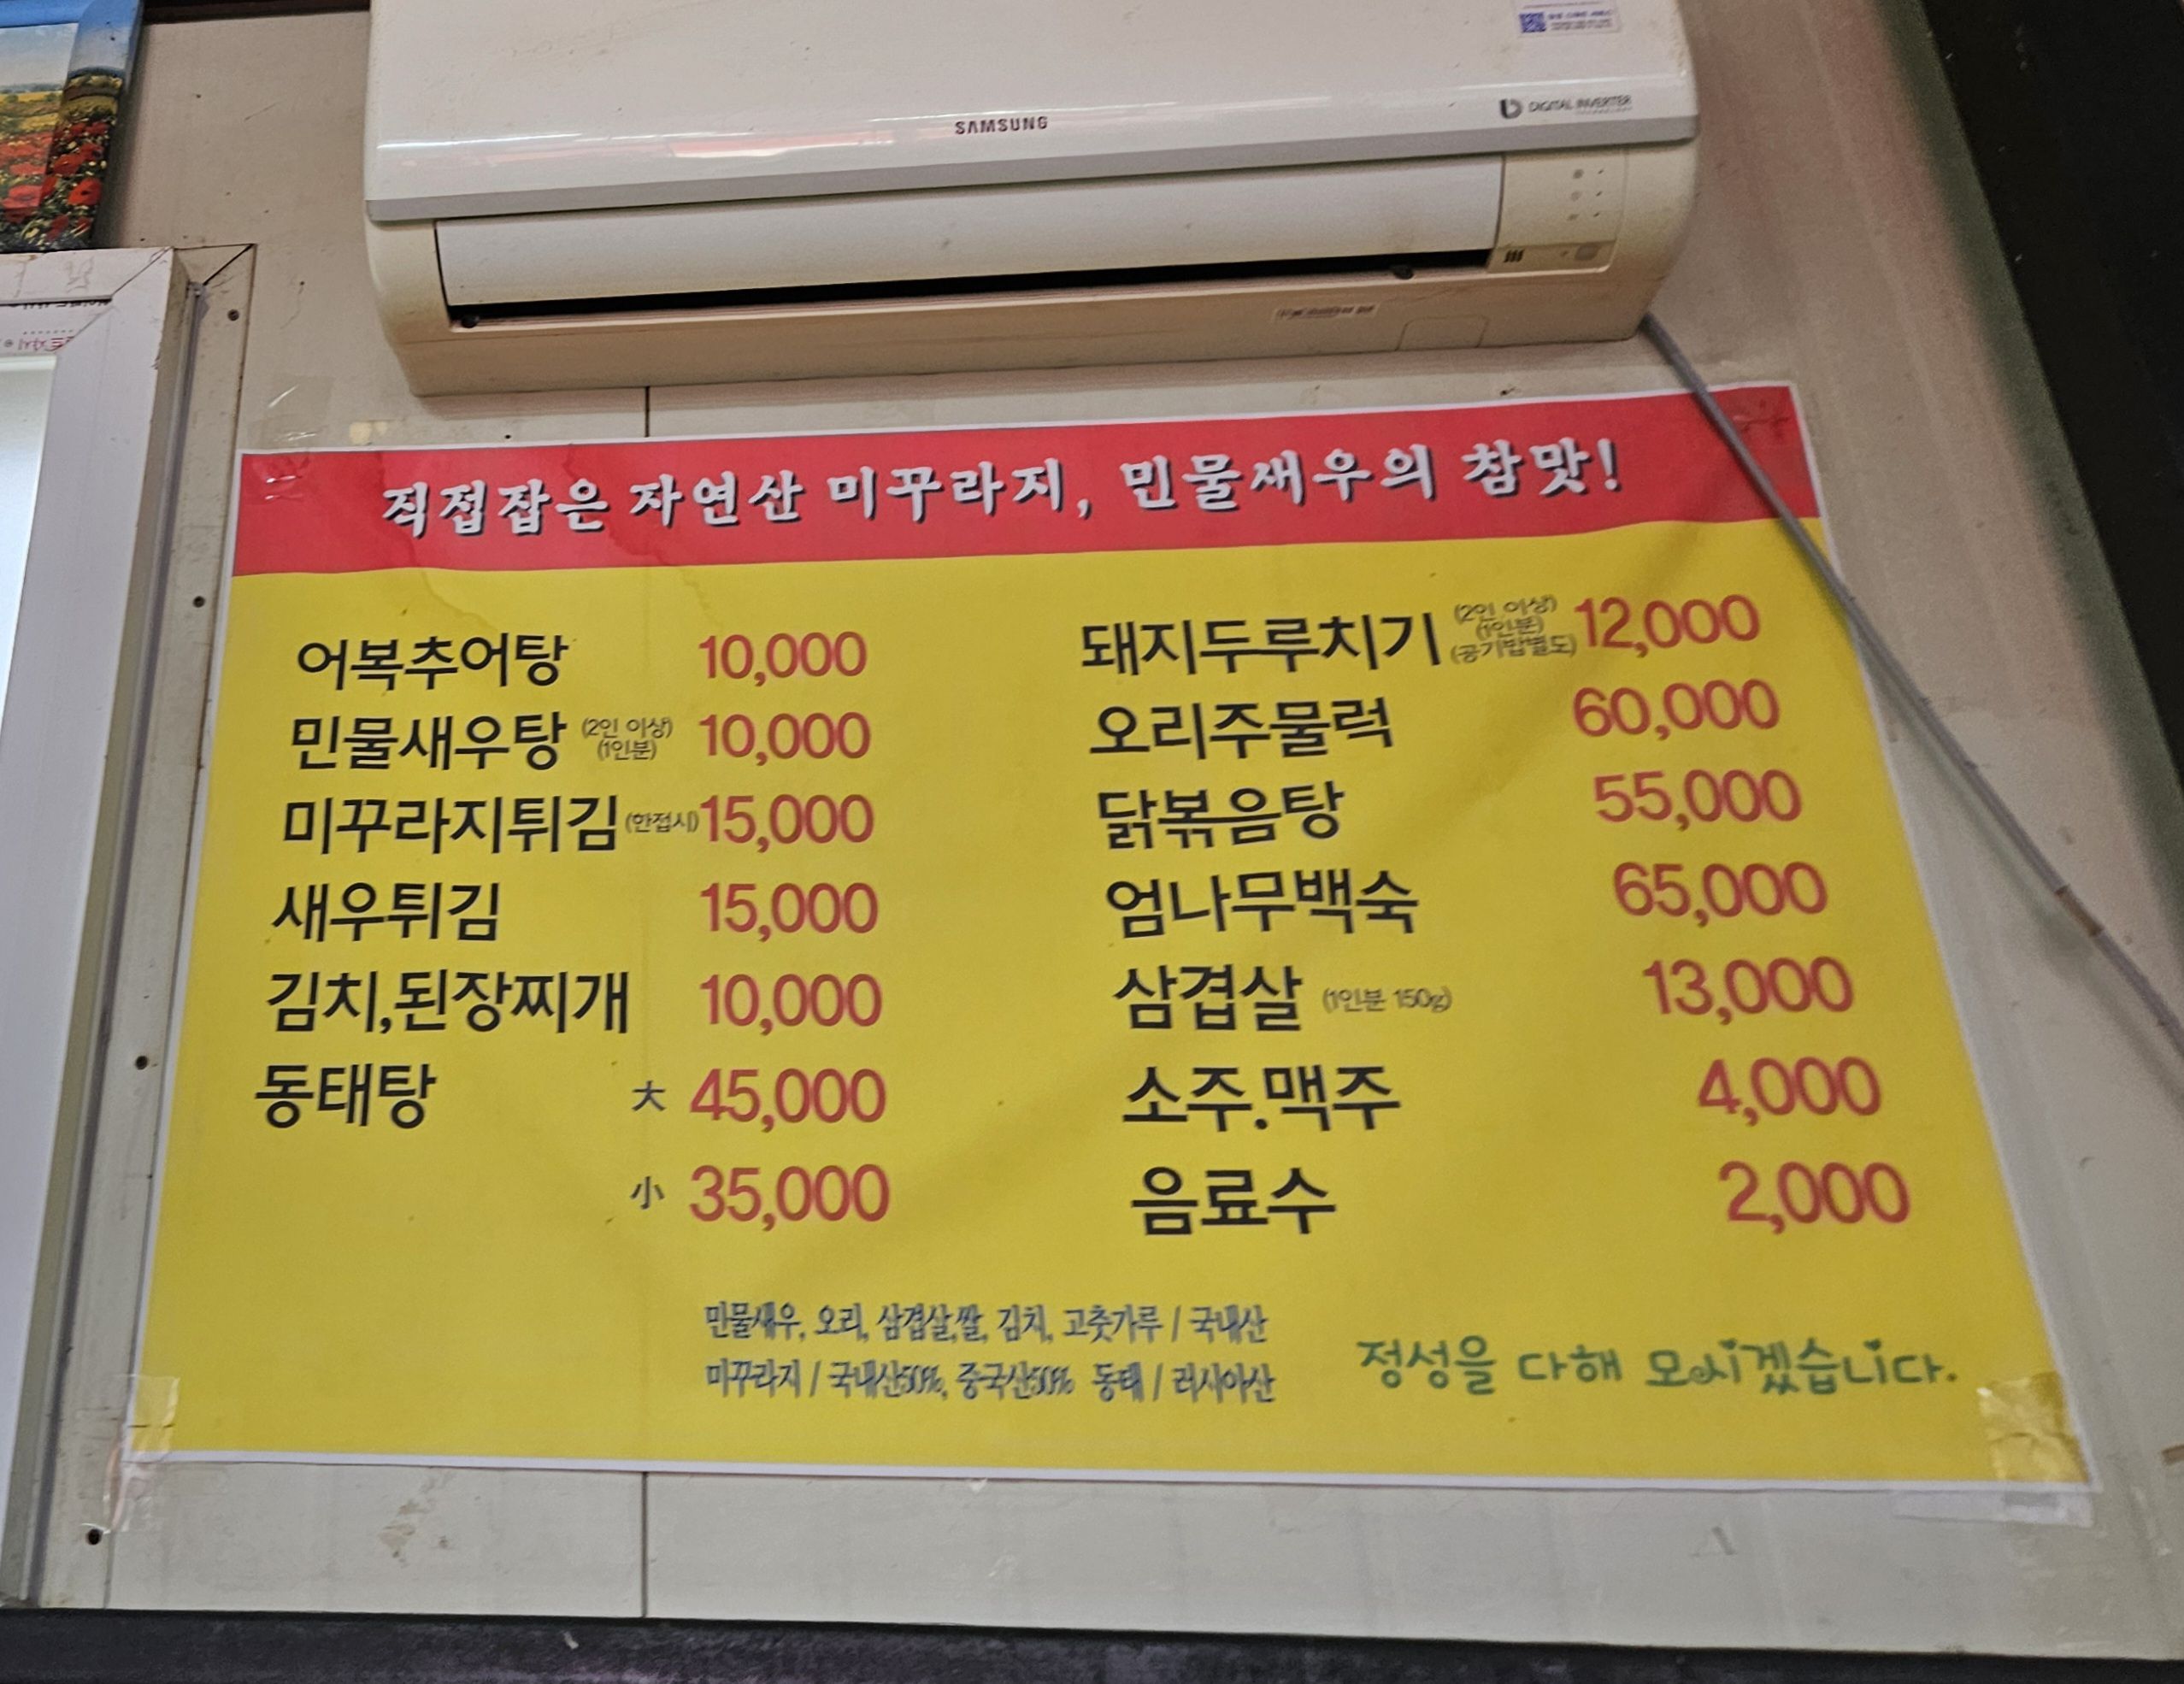 SAMSUNG
DIGITAL INVERTER
직접잡은 자연산 미꾸라지, 민물새우의 참맛!
어복추어탕 10,000
민물새우탕 (2인 이상) (1인분) 10,000
미꾸라지튀김 (한접시) 15,000
새우튀김 15,000
김치,된장찌개 10,000
동태탕 大 45,000
小 35,000
돼지두루치기 (2인 이상) (1인분) (공기밥별도) 12,000
오리주물럭 60,000
닭볶음탕 55,000
엄나무백숙 65,000
삼겹살 (1인분 150g) 13,000
소주.맥주 4,000
음료수 2,000
민물새우, 오리, 삼겹살,쌀, 김치, 고춧가루 / 국내산
미꾸라지 / 국내산50%, 중국산50% 동태 / 러시아산
정성을 다해 모시겠습니다.